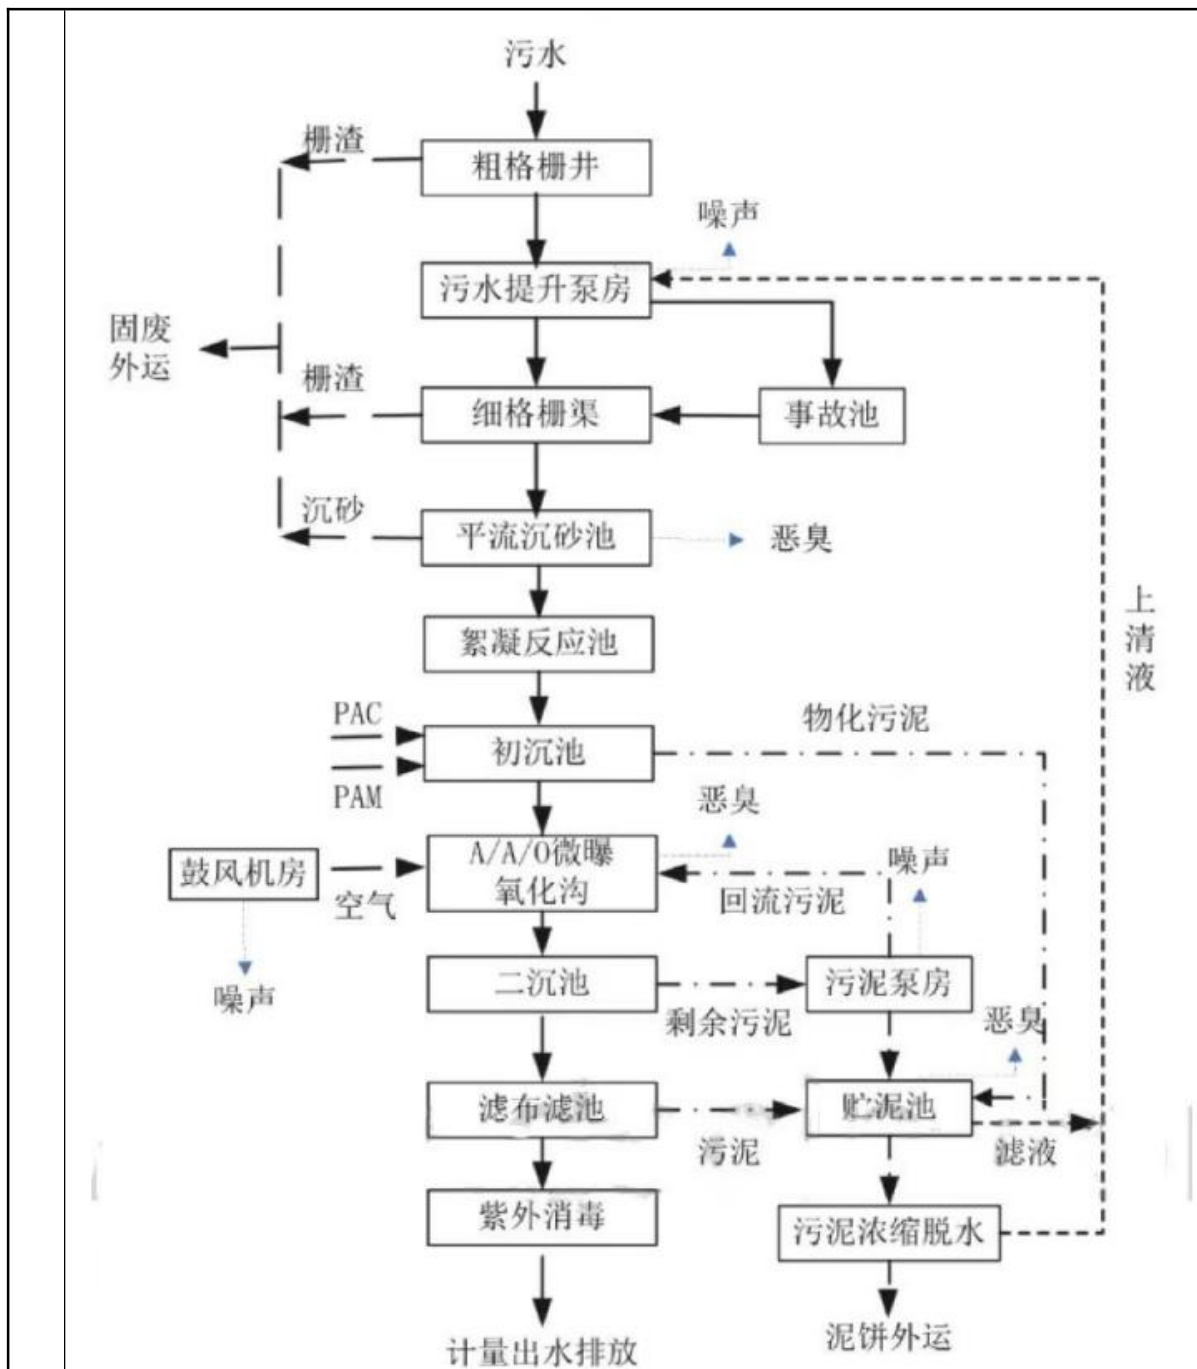 污水
栅渣
粗格栅井
噪声
污水提升泵房
固废
外运
栅渣
细格栅渠
事故池
沉砂
平流沉砂池
恶臭
上
清
液
絮凝反应池
PAC
物化污泥
初沉池
PAM
恶臭
鼓风机房
空气
A/A/O微曝
氧化沟
噪声
回流污泥
噪声
二沉池
污泥泵房
剩余污泥
恶臭
滤布滤池
贮泥池
污泥
滤液
紫外消毒
污泥浓缩脱水
计量出水排放
泥饼外运